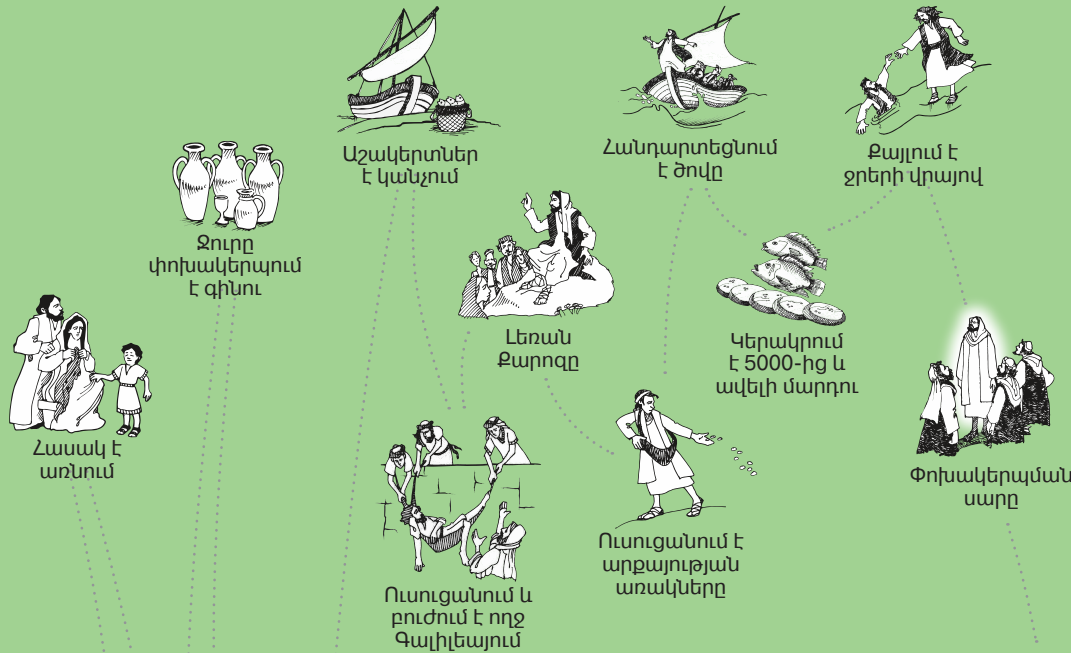 Աշակերտներ
է կանչում
Հանդարտեցնում
է ծովը
Քայլում է
ջրերի վրայով
Ջուրը
փոխակերպում
է գինու
Լեռան
Քարոզը
Կերակրում
է 5000-ից և
ավելի մարդու
Հասակ է
առնում
Փոխակերպման
սարը
Ուսուցանում է
արքայության
առակները
Ուսուցանում և
բուժում է ողջ
Գալիլեայում